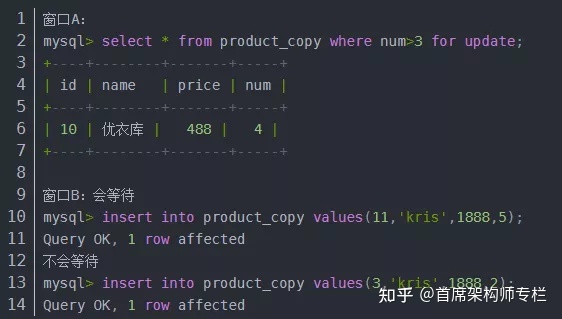 1 窗口A：
2 mysql> select * from product_copy where num>3 for update;
3 +----+--------+-------+-----+
4 | id | name   | price | num |
5 +----+--------+-------+-----+
6 | 10 | 优衣库 |   488 |   4 |
7 +----+--------+-------+-----+
8
9 窗口B：会等待
10 mysql> insert into product_copy values(11,'kris',1888,5);
11 Query OK, 1 row affected
12 不会等待
13 mysql> insert into product_copy values(3,'kris',1888,2);
14 Query OK, 1 row affected
知乎 @首席架构师专栏